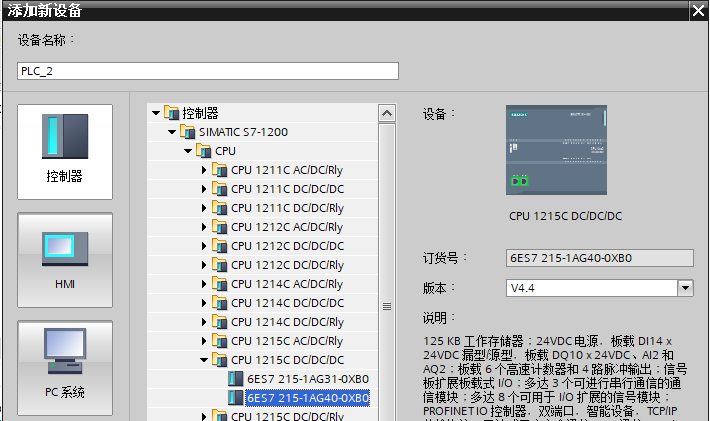 添加新设备
设备名称：
PLC_2
控制器
HMI
PC 系统
控制器
SIMATIC S7-1200
CPU
CPU 1211C AC/DC/Rly
CPU 1211C DC/DC/DC
CPU 1211C DC/DC/Rly
CPU 1212C AC/DC/Rly
CPU 1212C DC/DC/DC
CPU 1212C DC/DC/Rly
CPU 1214C AC/DC/Rly
CPU 1214C DC/DC/DC
CPU 1214C DC/DC/Rly
CPU 1215C AC/DC/Rly
CPU 1215C DC/DC/DC
6ES7 215-1AG31-0XB0
6ES7 215-1AG40-0XB0
CPU 1215C DC/DC/Rly
设备：
CPU 1215C DC/DC/DC
订货号：
6ES7 215-1AG40-0XB0
版本：
V4.4
说明：
125 KB 工作存储器；24VDC 电源，板载 DI14 x
24VDC 漏型/源型，板载 DQ10 x 24VDC、AI2 和
AQ2；板载 6 个高速计数器和 4 路脉冲输出；信号
板扩展板载式 I/O；多达 3 个可进行串行通信的通
信模块；多达 8 个可用于 I/O 扩展的信号模块；
PROFINET IO 控制器，双端口，智能设备，TCP/IP